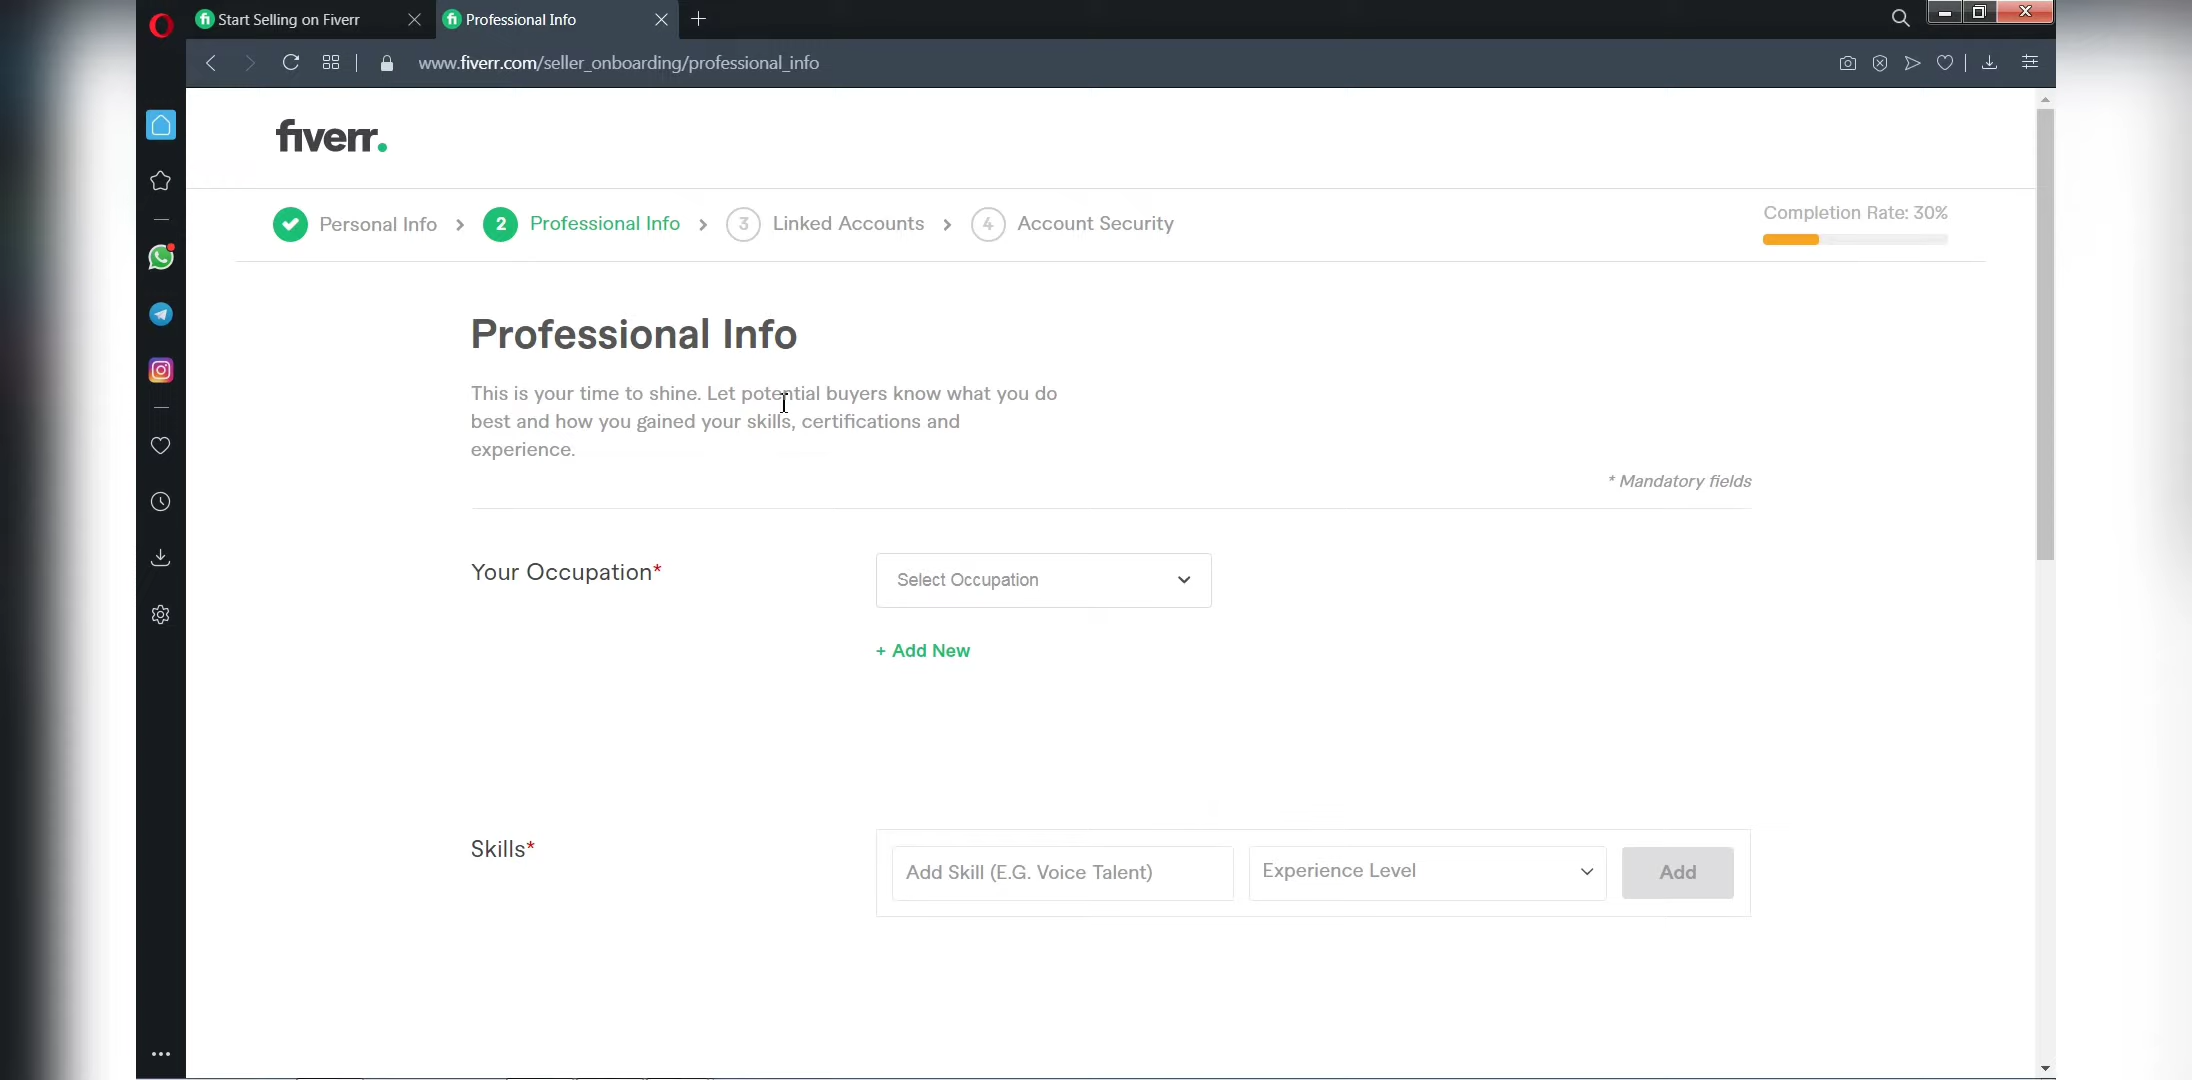 Start Selling on Fiverr
Professional Info
www.fiverr.com/seller_onboarding/professional_info
fiverr.
Personal Info
2 Professional Info
3 Linked Accounts
4 Account Security
Completion Rate: 30%
Professional Info
This is your time to shine. Let potential buyers know what you do
best and how you gained your skills, certifications and
experience.
* Mandatory fields
Your Occupation*
Select Occupation
+ Add New
Skills*
Add Skill (E.G. Voice Talent)
Experience Level
Add